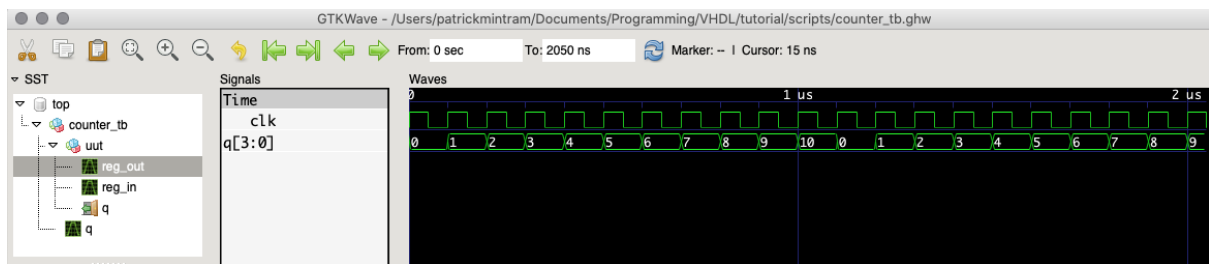 GTKWave - /Users/patrickmintram/Documents/Programming/VHDL/tutorial/scripts/counter_tb.ghw
From: 0 sec To: 2050 ns Marker: -- | Cursor: 15 ns
SST
top
counter_tb
uut
reg_out
reg_in
q
q
Signals
Time
clk
q[3:0]
Waves
0 1 us 2 us
0 1 2 3 4 5 6 7 8 9 10 0 1 2 3 4 5 6 7 8 9